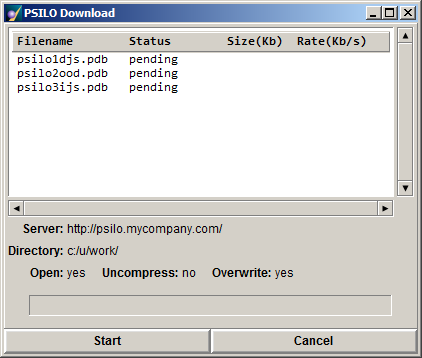 PSILO Download
Filename Status Size(Kb) Rate(Kb/s)
psilo1djs.pdb pending
psilo2ood.pdb pending
psilo3ijs.pdb pending
Server: http://psilo.mycompany.com/
Directory: c:/u/work/
Open: yes Uncompress: no Overwrite: yes
Start Cancel